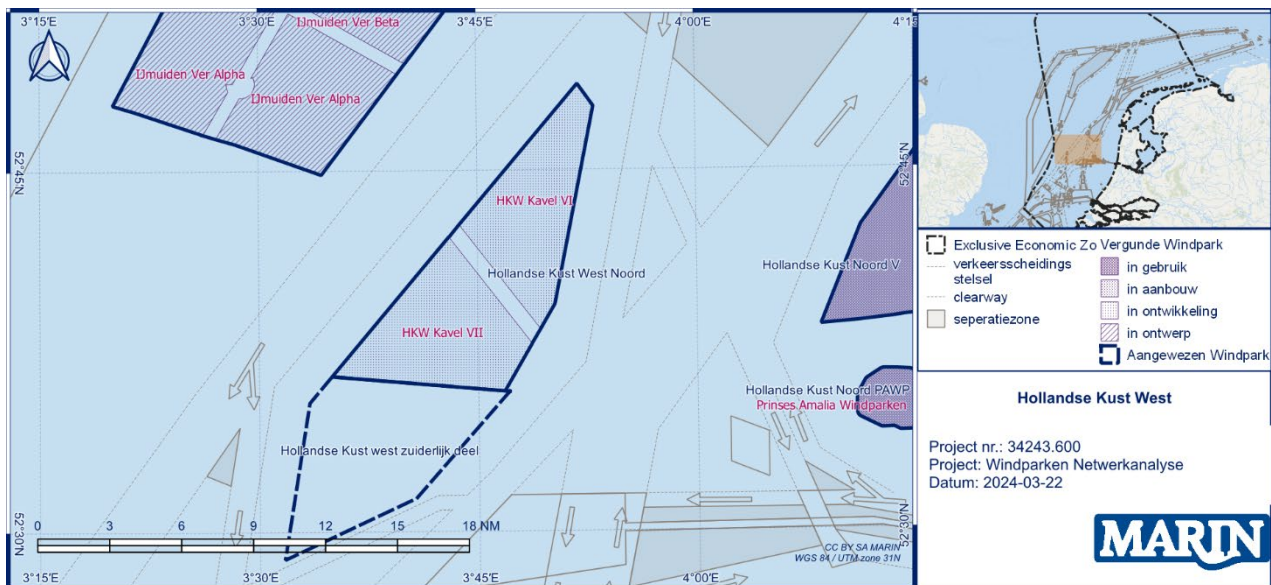 3°15'E
3°30'E
3°45'E
4°00'E
4°15'
IJmuiden Ver Beta
IJmuiden Ver Alpha
IJmuiden Ver Alpha
52°45'N
52°45'N
HKW Kavel VI
Hollandse Kust West Noord
Hollandse Kust Noord V
HKW Kavel VII
Hollandse Kust Noord PAWP
Prinses Amalia Windparken
Hollandse Kust west zuiderlijk deel
52°30'N
52°30'N
0 3 6 9 12 15 18 NM
CC BY SA MARIN
WGS 84 / UTM zone 31N
3°15'E
3°30'E
3°45'E
4°00'E
4°15'
Exclusive Economic Zo
verkeersscheidings
stelsel
clearway
seperatiezone
Vergunde Windpark
in gebruik
in aanbouw
in ontwikkeling
in ontwerp
Aangewezen Windpark
Hollandse Kust West
Project nr.: 34243.600
Project: Windparken Netwerkanalyse
Datum: 2024-03-22
MARIN